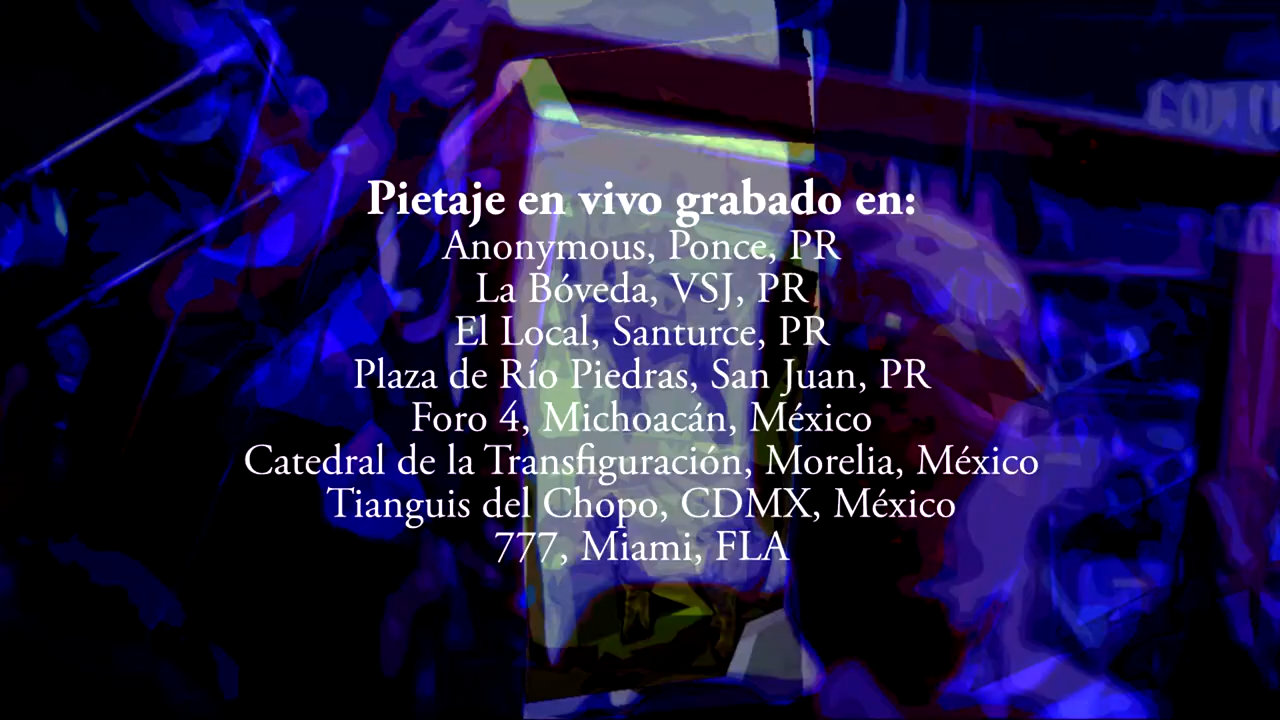 Pietaje en vivo grabado en:
Anonymous, Ponce, PR
La Bóveda, VSJ, PR
El Local, Santurce, PR
Plaza de Río Piedras, San Juan, PR
Foro 4, Michoacán, México
Catedral de la Transfiguración, Morelia, México
Tianguis del Chopo, CDMX, México
777, Miami, FLA